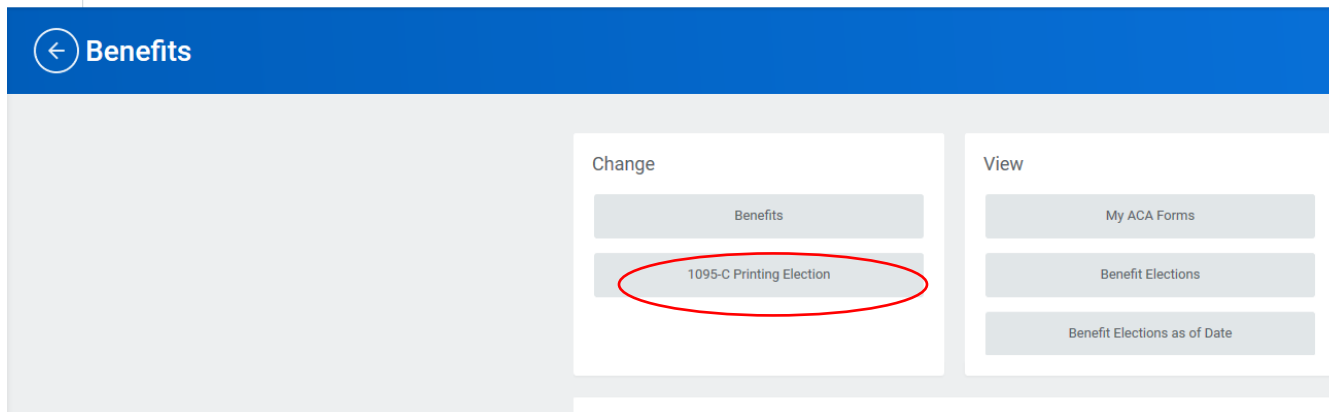 Benefits
Change
Benefits
1095-C Printing Election
View
My ACA Forms
Benefit Elections
Benefit Elections as of Date